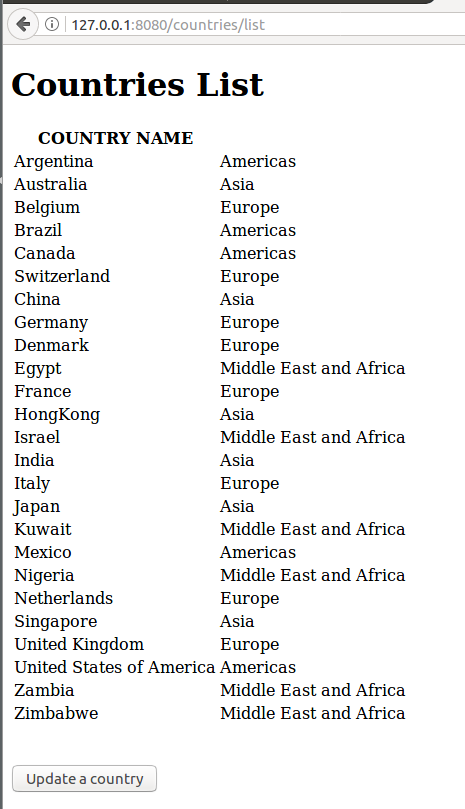 127.0.0.1:8080/countries/list
Countries List
COUNTRY NAME
Argentina Americas
Australia Asia
Belgium Europe
Brazil Americas
Canada Americas
Switzerland Europe
China Asia
Germany Europe
Denmark Europe
Egypt Middle East and Africa
France Europe
HongKong Asia
Israel Middle East and Africa
India Asia
Italy Europe
Japan Asia
Kuwait Middle East and Africa
Mexico Americas
Nigeria Middle East and Africa
Netherlands Europe
Singapore Asia
United Kingdom Europe
United States of America Americas
Zambia Middle East and Africa
Zimbabwe Middle East and Africa
Update a country